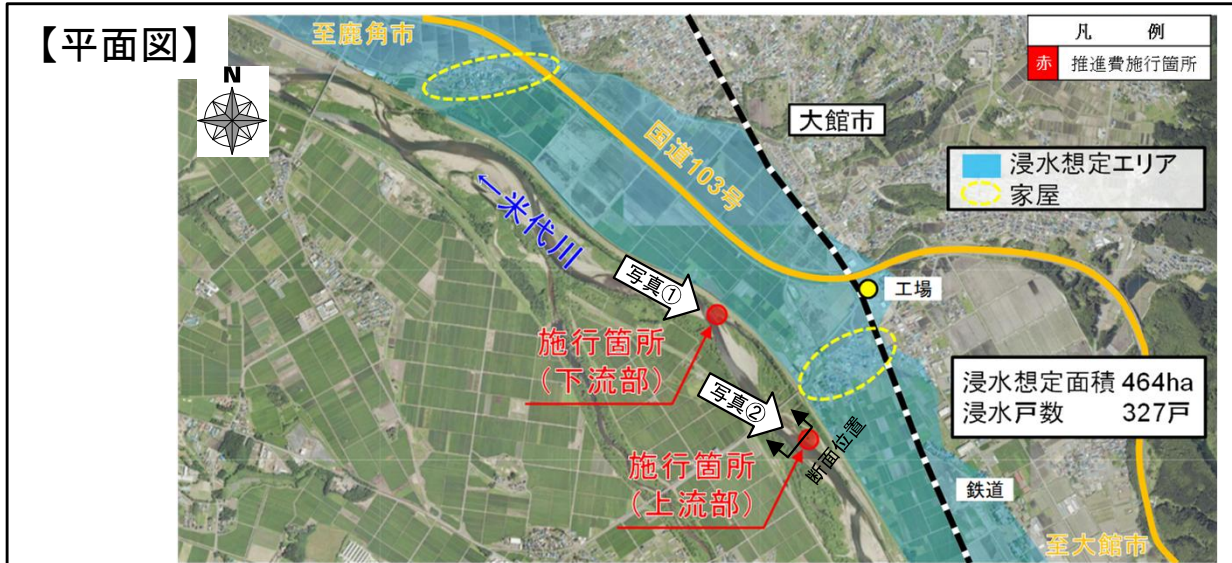 【平面図】
N
至鹿角市
凡 例
赤 推進費施行箇所
大館市
国道103号
浸水想定エリア
家屋
←米代川
写真①
工場
施行箇所
（下流部）
浸水想定面積 464ha
浸水戸数 327戸
写真②
断面位置
施行箇所
（上流部）
鉄道
至大館市